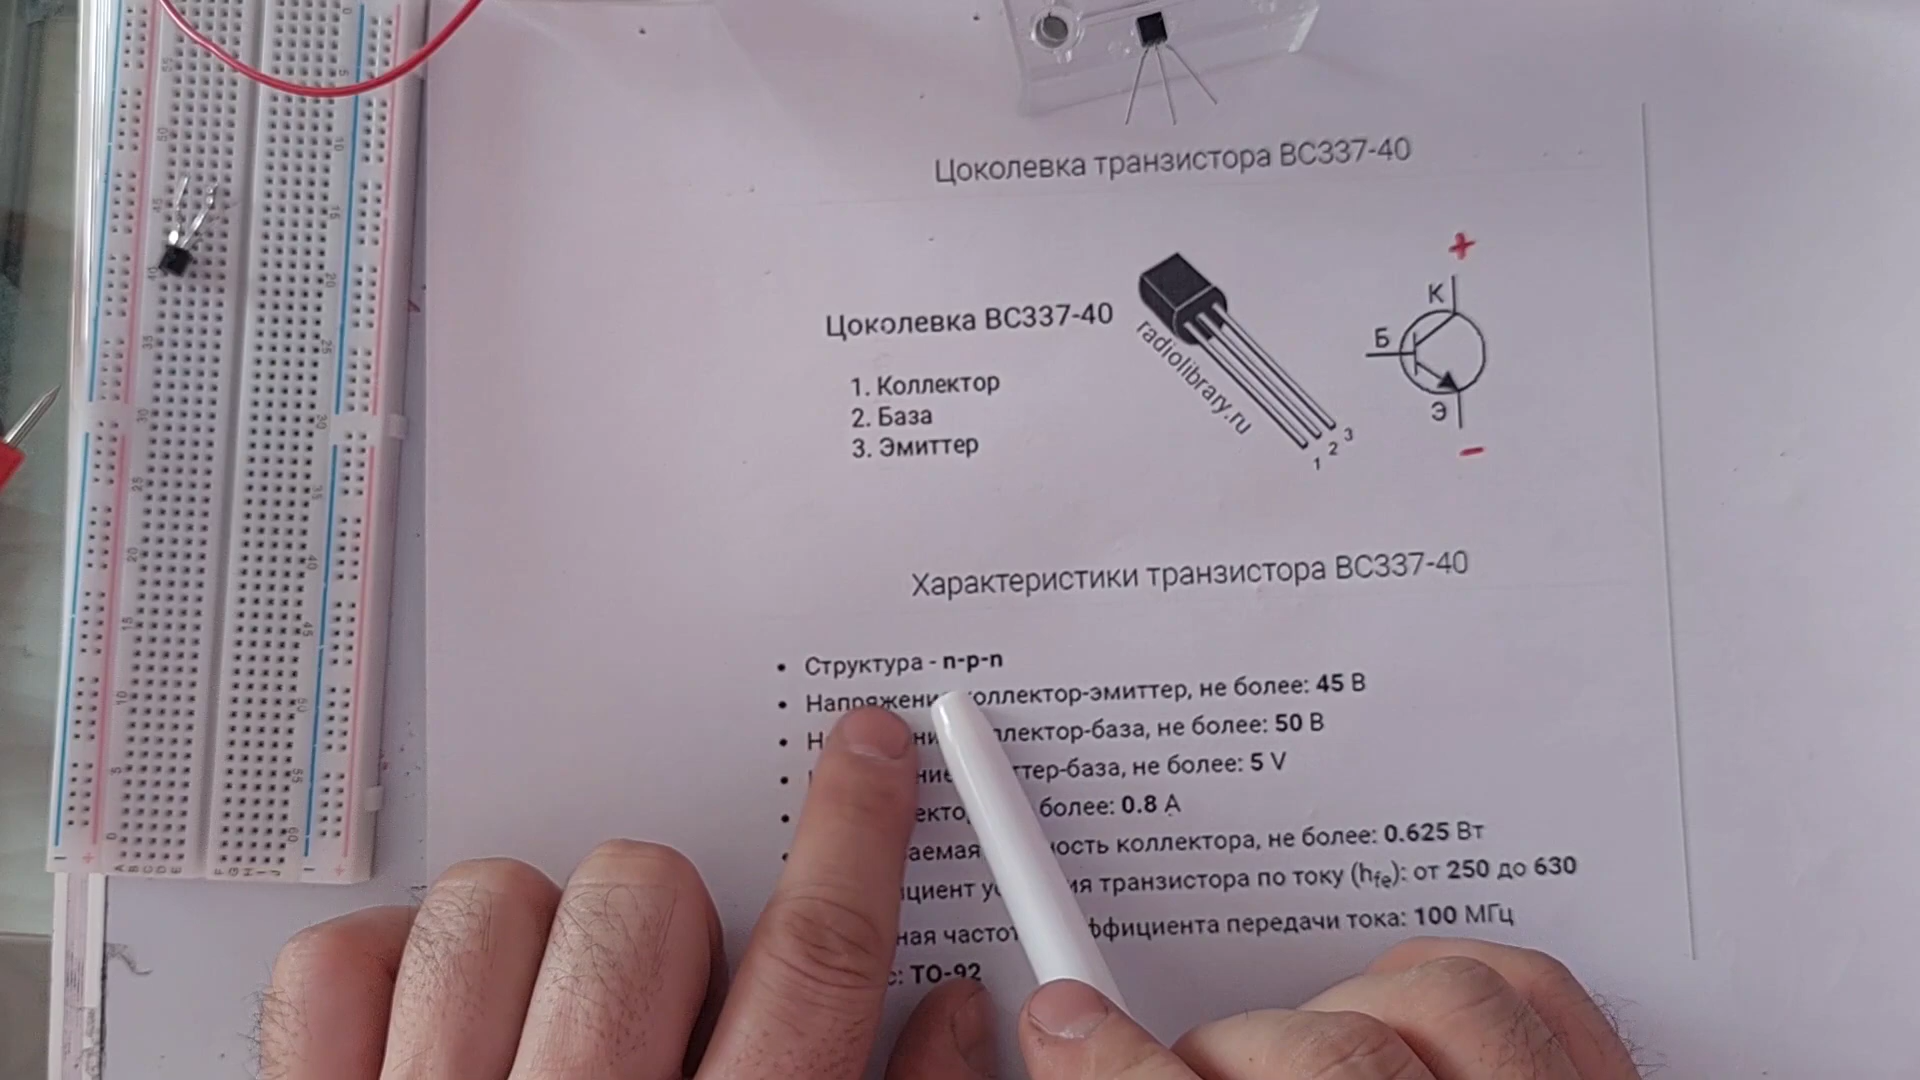 Цоколевка транзистора BC337-40
Цоколевка BC337-40
1. Коллектор
2. База
3. Эмиттер
radiolibrary.ru
1 2 3
+
К
Б
Э
−
Характеристики транзистора BC337-40
• Структура - n-p-n
• Напряжени коллектор-эмиттер, не более: 45 В
• лектор-база, не более: 50 В
• ттер-база, не более: 5 V
• более: 0.8 А
• аемая ность коллектора, не более: 0.625 Вт
циент ус ия транзистора по току (hfe): от 250 до 630
ная часто эффициента передачи тока: 100 МГц
с: TO-92